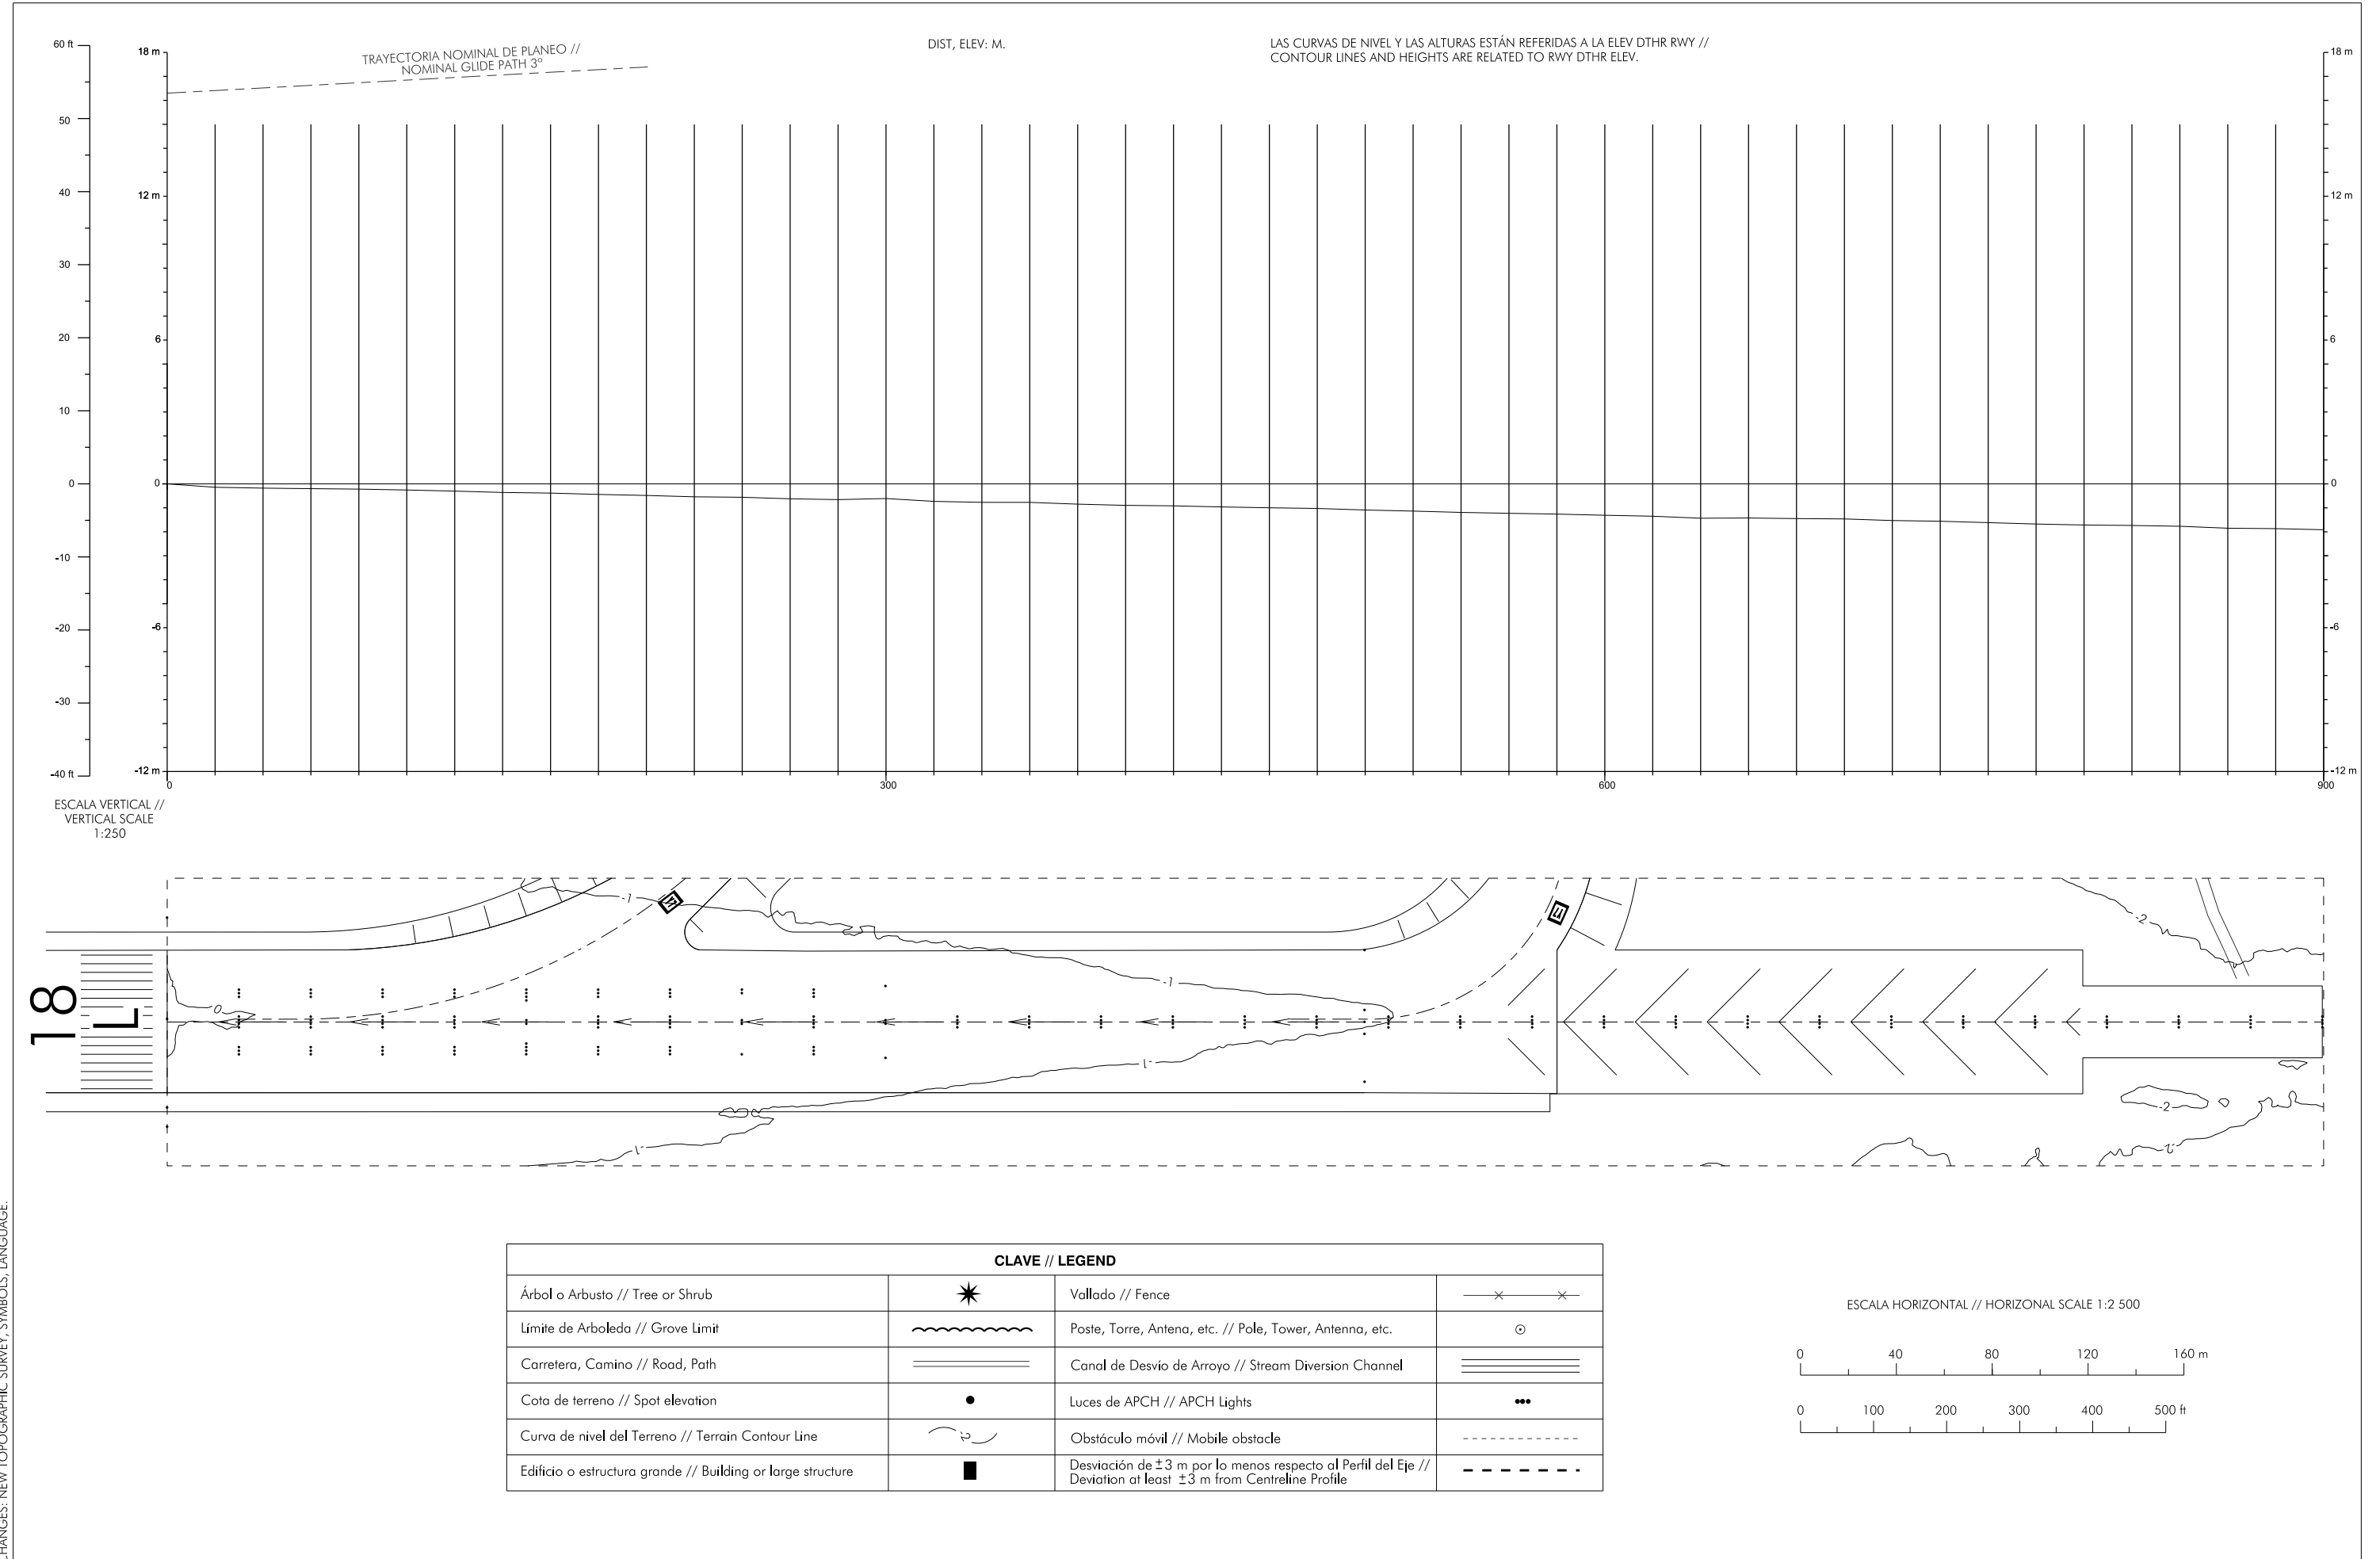 TRAYECTORIA NOMINAL DE PLANEO //
NOMINAL GLIDE PATH 3º
DIST, ELEV: M.
LAS CURVAS DE NIVEL Y LAS ALTURAS ESTÁN REFERIDAS A LA ELEV DTHR RWY //
CONTOUR LINES AND HEIGHTS ARE RELATED TO RWY DTHR ELEV.
60 ft
50
40
30
20
10
0
-10
-20
-30
-40 ft
18 m
12 m
6
0
-6
-12 m
18 m
12 m
6
0
-6
-12 m
0
300
600
900
ESCALA VERTICAL //
VERTICAL SCALE
1:250
18
L
W
E
0
-1
-1
-1
-1
-2
-2
-2
CLAVE // LEGEND
Árbol o Arbusto // Tree or Shrub
Vallado // Fence
Límite de Arboleda // Grove Limit
Poste, Torre, Antena, etc. // Pole, Tower, Antenna, etc.
Carretera, Camino // Road, Path
Canal de Desvío de Arroyo // Stream Diversion Channel
Cota de terreno // Spot elevation
Luces de APCH // APCH Lights
Curva de nivel del Terreno // Terrain Contour Line
Obstáculo móvil // Mobile obstacle
Edificio o estructura grande // Building or large structure
Desviación de ±3 m por lo menos respecto al Perfil del Eje //
Deviation at least ±3 m from Centreline Profile
ESCALA HORIZONTAL // HORIZONAL SCALE 1:2 500
0 40 80 120 160 m
0 100 200 300 400 500 ft
CHANGES: NEW TOPOGRAPHIC SURVEY, SYMBOLS, LANGUAGE.